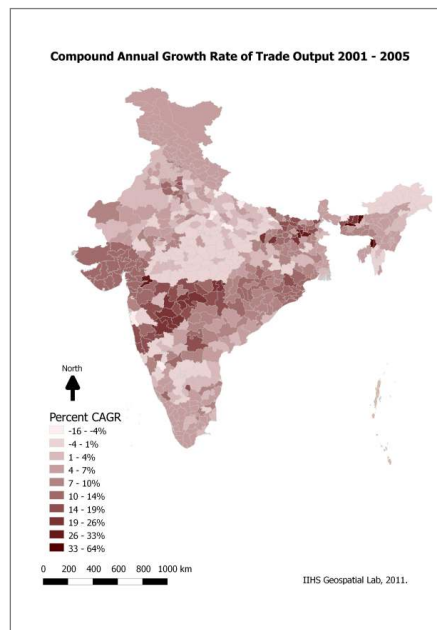 Compound Annual Growth Rate of Trade Output 2001 - 2005
North
Percent CAGR
-16 - -4%
-4 - 1%
1 - 4%
4 - 7%
7 - 10%
10 - 14%
14 - 19%
19 - 26%
26 - 33%
33 - 64%
0 200 400 600 800 1000 km
IIHS Geospatial Lab, 2011.